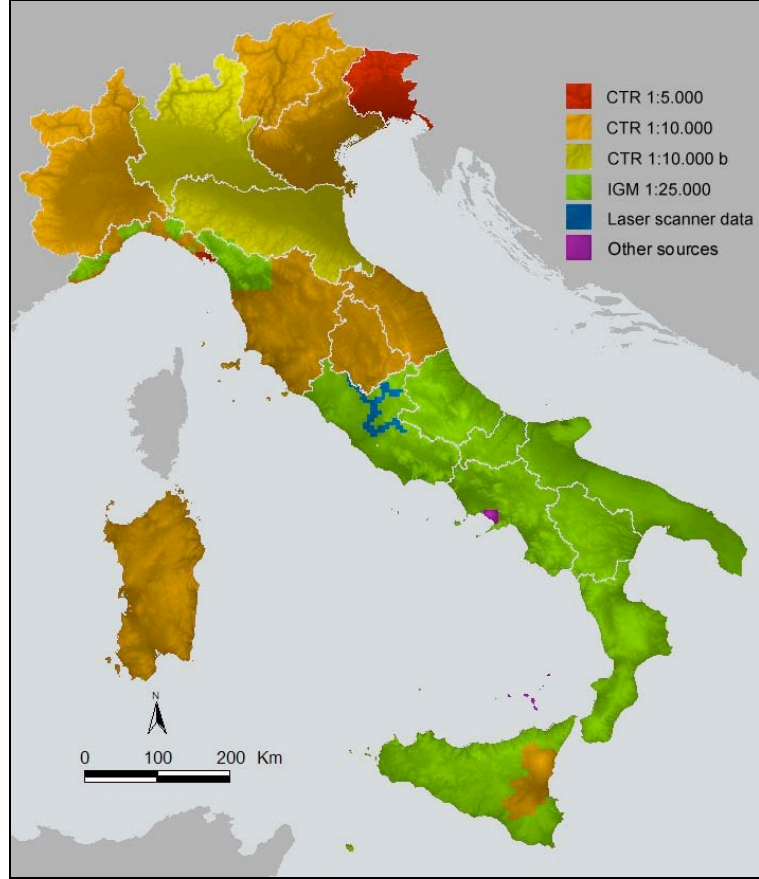 CTR 1:5.000
CTR 1:10.000
CTR 1:10.000 b
IGM 1:25.000
Laser scanner data
Other sources
N
0 100 200 Km